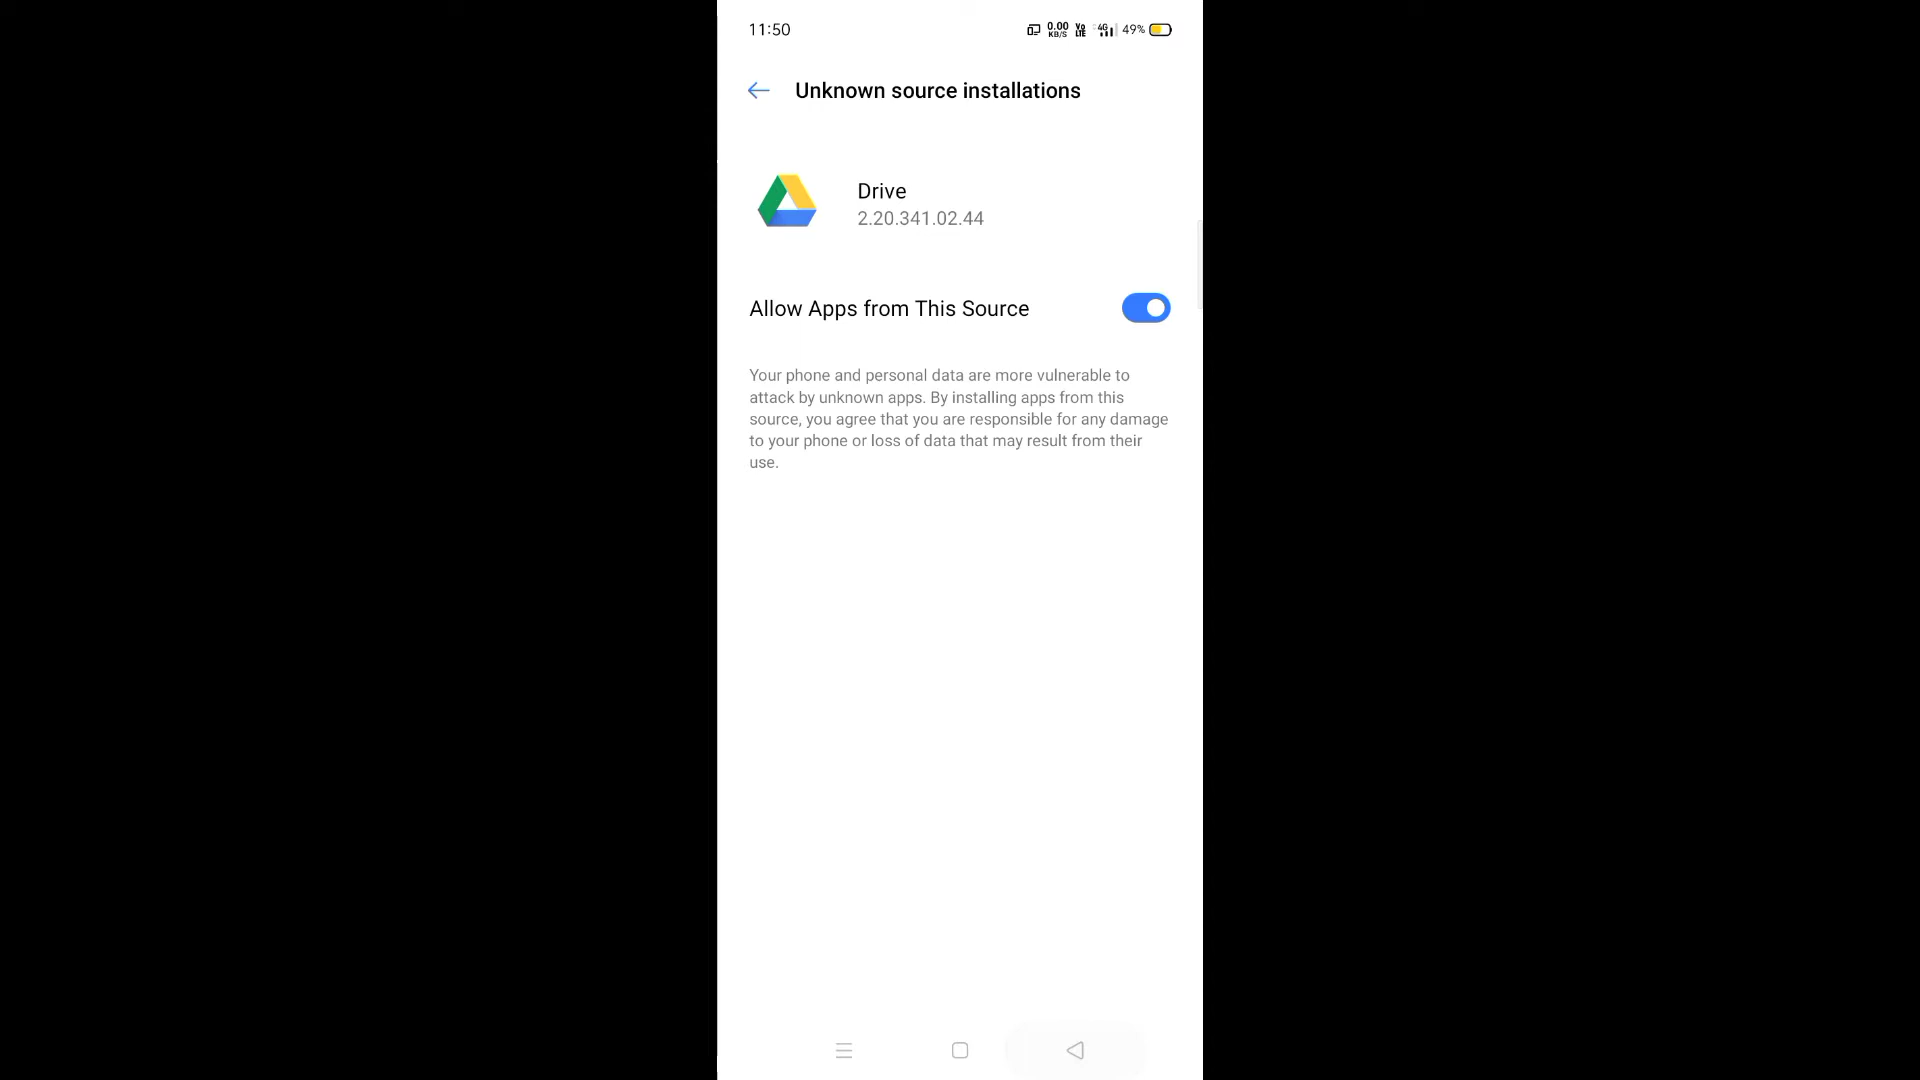 11:50
0.00 KB/S Vo LTE 4G 49%
Unknown source installations
Drive
2.20.341.02.44
Allow Apps from This Source
Your phone and personal data are more vulnerable to
attack by unknown apps. By installing apps from this
source, you agree that you are responsible for any damage
to your phone or loss of data that may result from their
use.